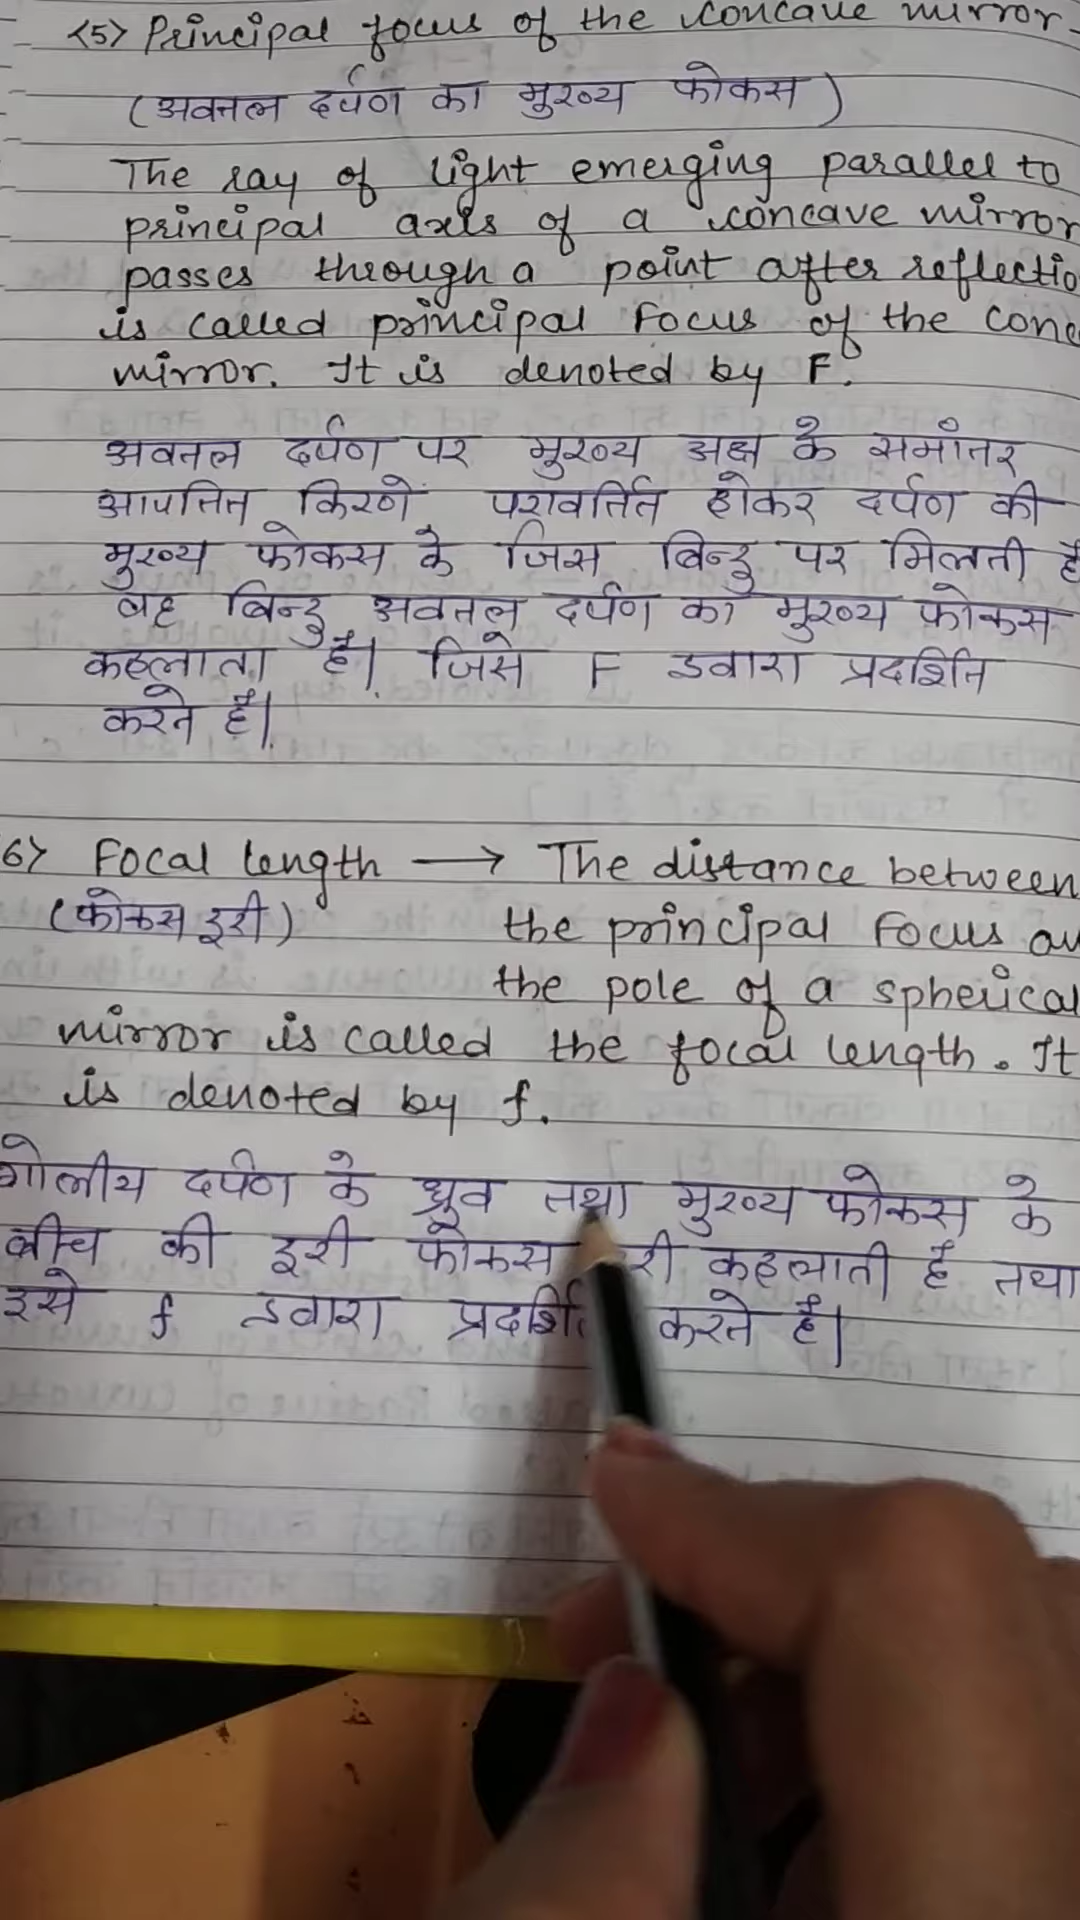 <5> Principal focus of the concave mirror-
(अवतल दर्पण का मुख्य फोकस)
The ray of light emerging parallel to
principal axis of a concave mirror
passes through a point after reflectio
is called principal Focus of the conc
mirror. It is denoted by F.
अवतल दर्पण पर मुख्य अक्ष के समांतर
आपतित किरणें परावर्तित होकर दर्पण की
मुख्य फोकस के जिस बिन्दु पर मिलती है
वह बिन्दु अवतल दर्पण का मुख्य फ़ोकस
कहलाता है। जिसे F डवारा प्रदर्शित
करते है।
6> Focal length → The distance between
(फोकस दूरी) the principal Focus an
the pole of a spherical
mirror is called the focal length. It
is denoted by f.
गोलीय दर्पण के ध्रुव तथा मुख्य फोकस के
बीच की दूरी फोकस री कहलाती है तथा
इसे f डवारा प्रदर्शि करते है।